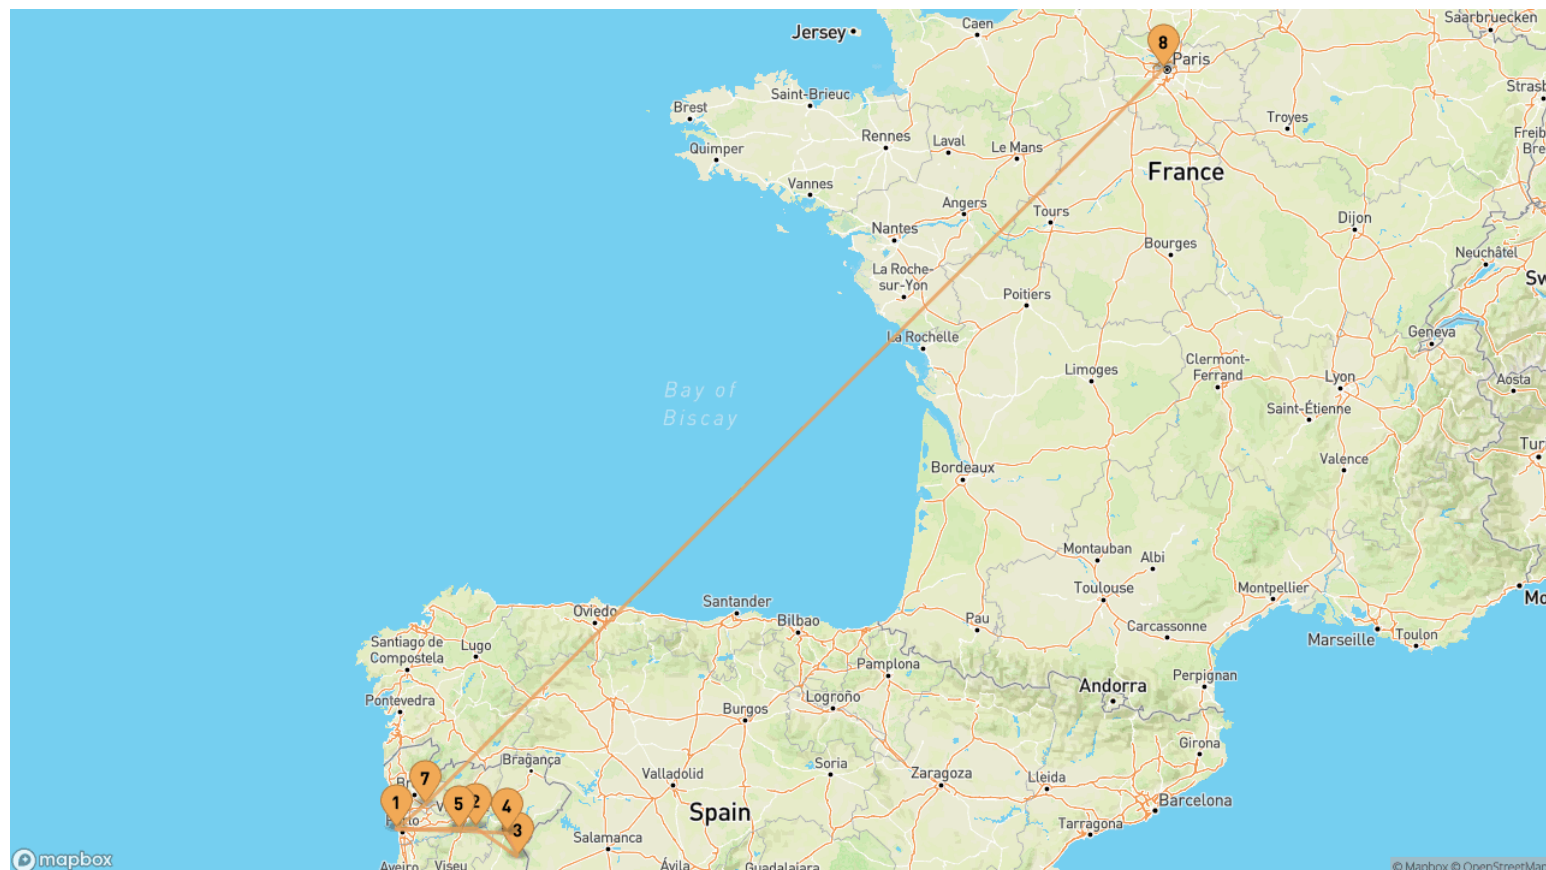 Caen
Saarbruecken
Jersey
8
Paris
Brest
Saint-Brieuc
Troyes
Rennes
Laval
Le Mans
Quimper
France
Vannes
Angers
Tours
Dijon
Nantes
Bourges
Neuchâtel
La Roche-
sur-Yon
Poitiers
La Rochelle
Geneva
Limoges
Clermont-
Ferrand
Lyon
Aosta
Bay of
Biscay
Saint-Étienne
Valence
Bordeaux
Montauban
Albi
Toulouse
Montpellier
Oviedo
Santander
Bilbao
Pau
Carcassonne
Marseille
Toulon
Santiago de
Compostela
Lugo
Pamplona
Perpignan
Pontevedra
Logroño
Andorra
Burgos
Girona
Bragança
Soria
Zaragoza
Lleida
Valladolid
7
1
5
2
4
3
Spain
Barcelona
Tarragona
Salamanca
Aveiro
Viseu
Ávila
Guadalajara
mapbox
© Mapbox © OpenStreetMap